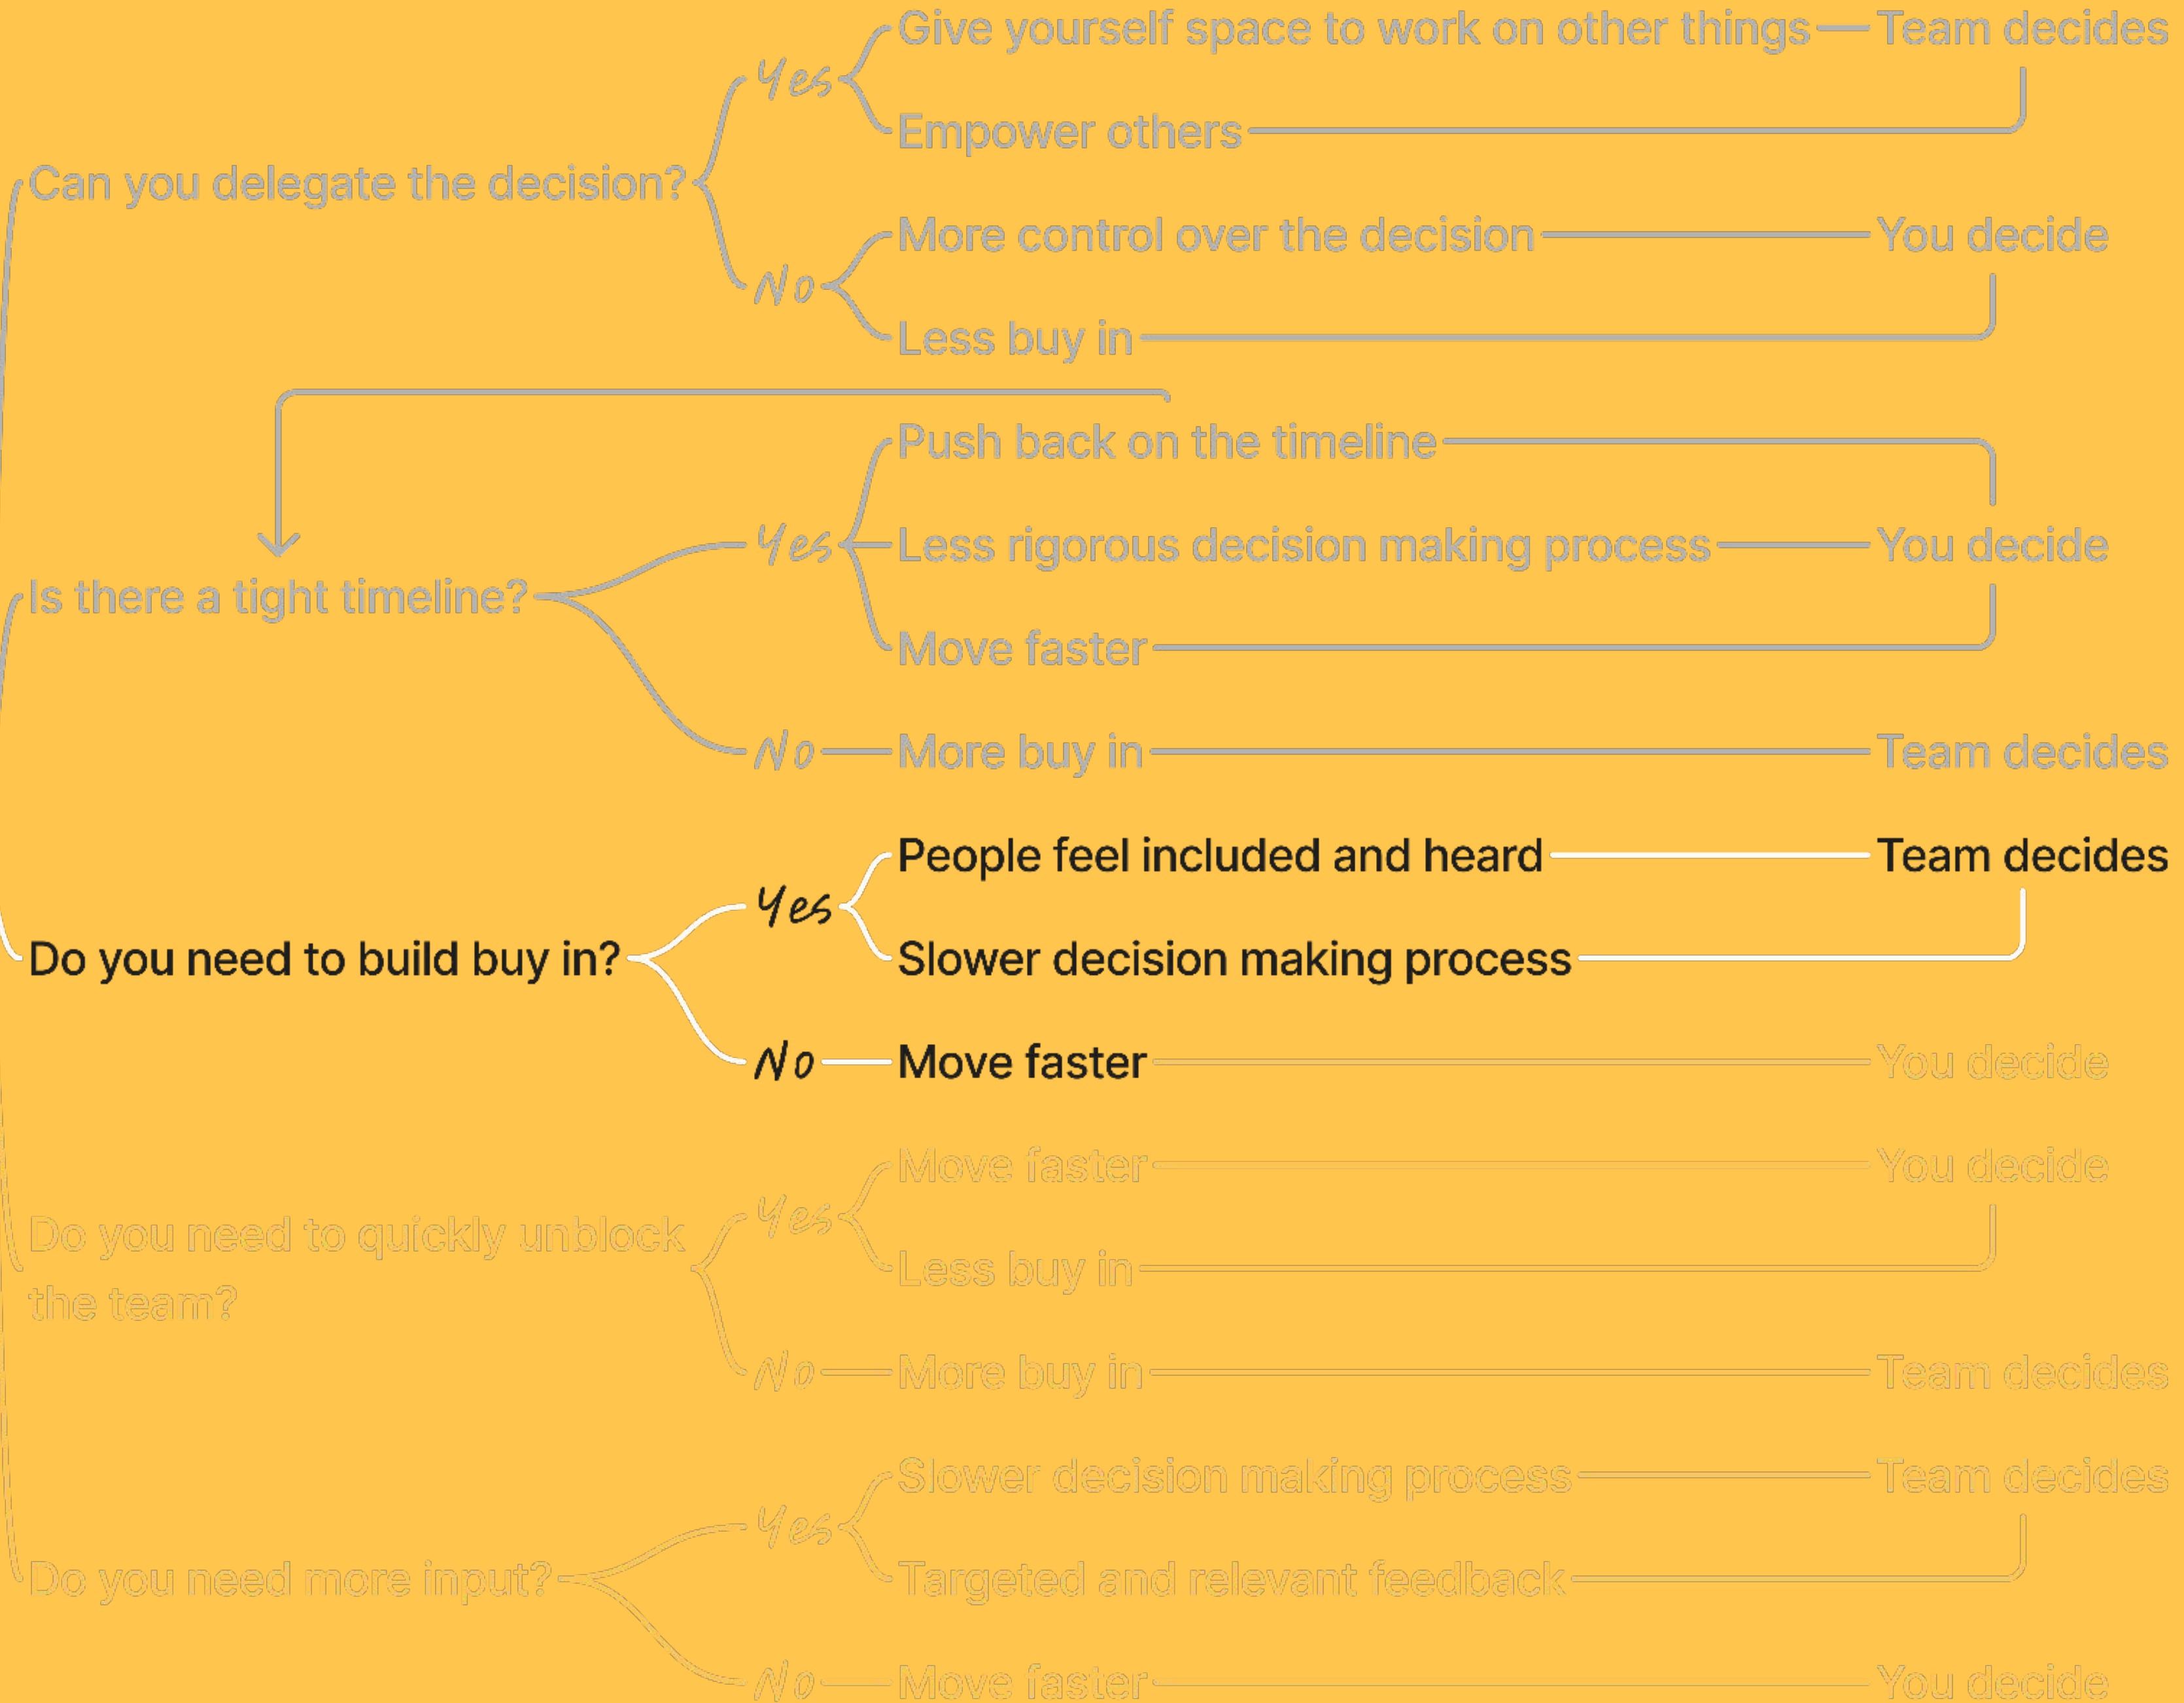 Give yourself space to work on other things
Team decides
Yes
Empower others
Can you delegate the decision?
More control over the decision
You decide
No
Less buy in
Push back on the timeline
Yes
Less rigorous decision making process
You decide
Is there a tight timeline?
Move faster
No
More buy in
Team decides
People feel included and heard
Team decides
Yes
Do you need to build buy in?
Slower decision making process
No
Move faster
You decide
Move faster
You decide
Yes
Do you need to quickly unblock
the team?
Less buy in
No
More buy in
Team decides
Slower decision making process
Team decides
Yes
Do you need more input?
Targeted and relevant feedback
No
Move faster
You decide